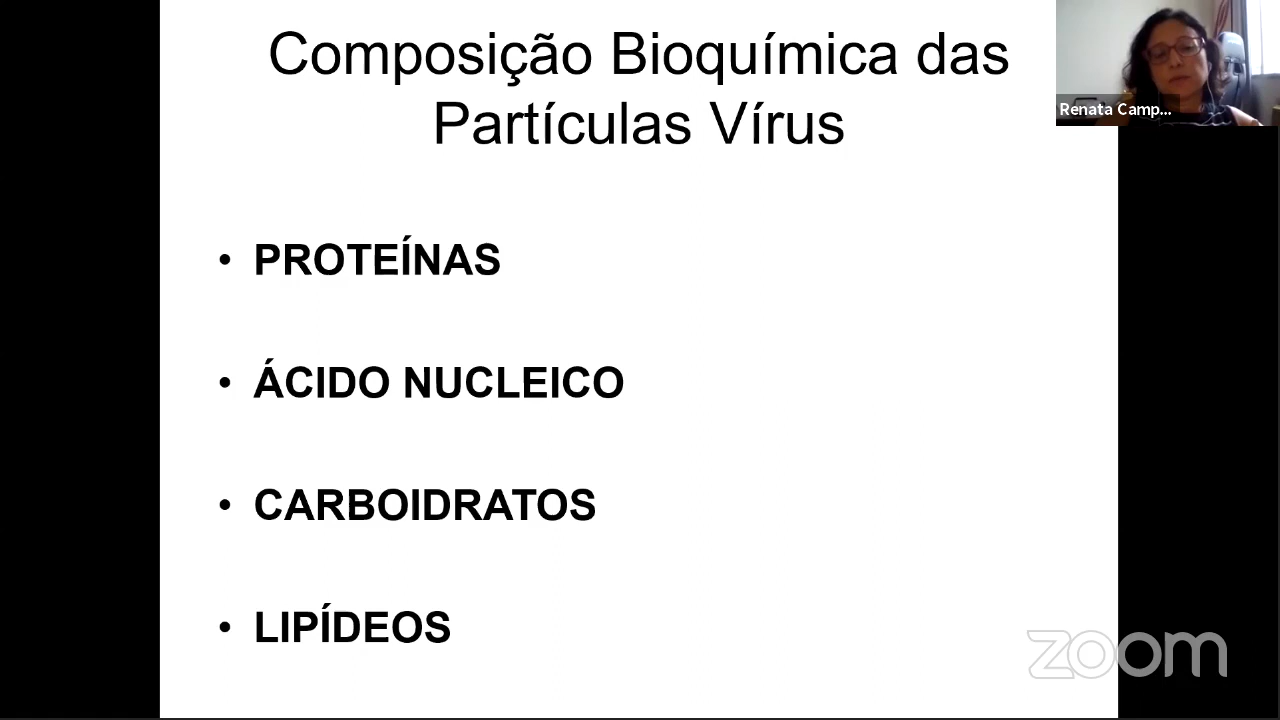 Composição Bioquímica das
Partículas Vírus
Renata Camp...
• PROTEÍNAS
• ÁCIDO NUCLEICO
• CARBOIDRATOS
• LIPÍDEOS
zoom